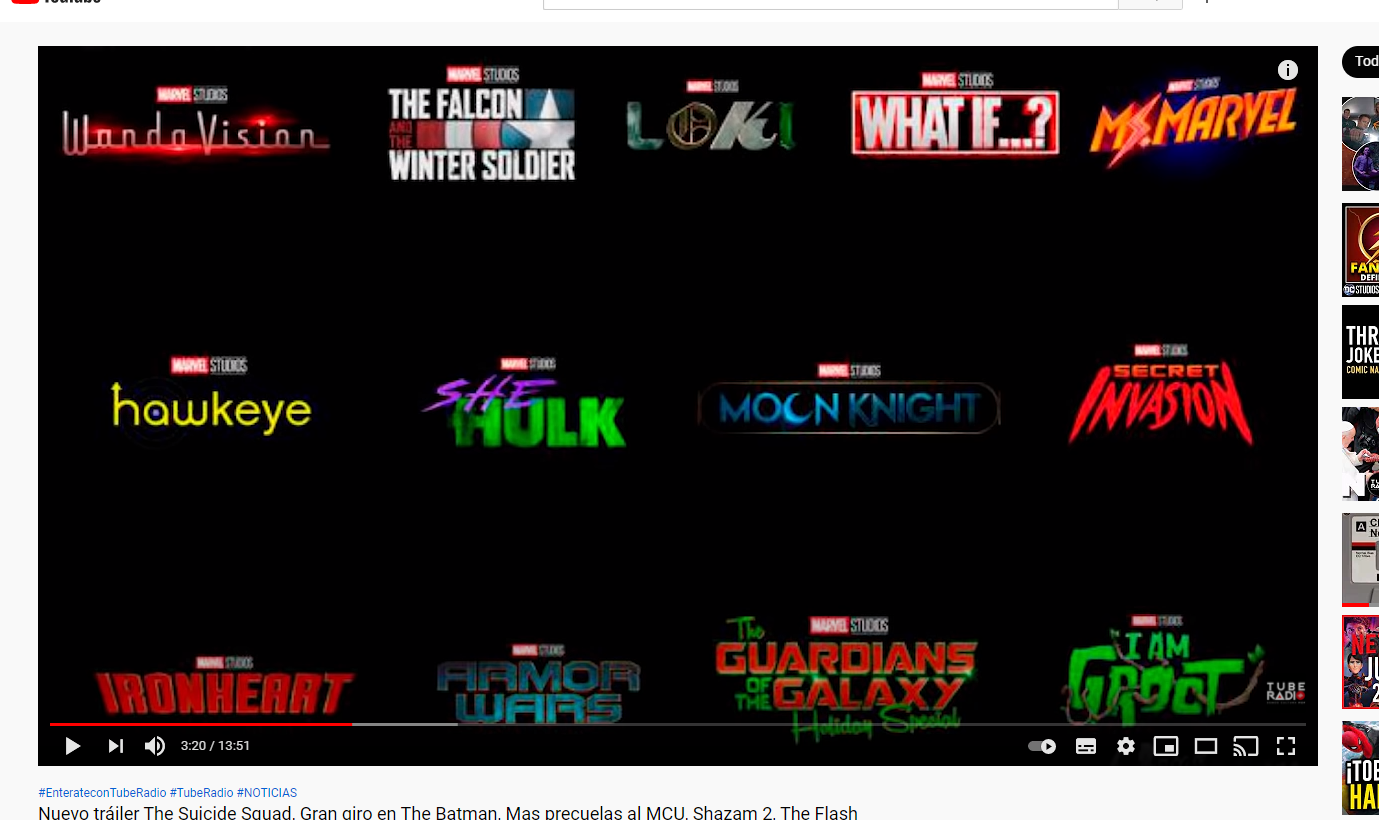 MARVEL STUDIOS
WandaVision
MARVEL STUDIOS
THE FALCON
AND THE
WINTER SOLDIER
MARVEL STUDIOS
LOKI
MARVEL STUDIOS
WHAT IF...?
MARVEL STUDIOS
MS. MARVEL
MARVEL STUDIOS
hawkeye
MARVEL STUDIOS
SHE
HULK
MARVEL STUDIOS
MOON KNIGHT
MARVEL STUDIOS
SECRET
INVASION
MARVEL STUDIOS
IRONHEART
MARVEL STUDIOS
ARMOR
WARS
MARVEL STUDIOS
The
GUARDIANS
OF THE GALAXY
Holiday Special
MARVEL STUDIOS
I AM
GROOT
TUBE
RADIO
3:20 / 13:51
#EnterateconTubeRadio #TubeRadio #NOTICIAS
Nuevo tráiler The Suicide Squad, Gran giro en The Batman, Mas precuelas al MCU, Shazam 2, The Flash
Tod
FAN
DEFI
DC STUDIOS
THR
JOKE
COMIC NA
A
NE
JU
2
¡TOB
HA